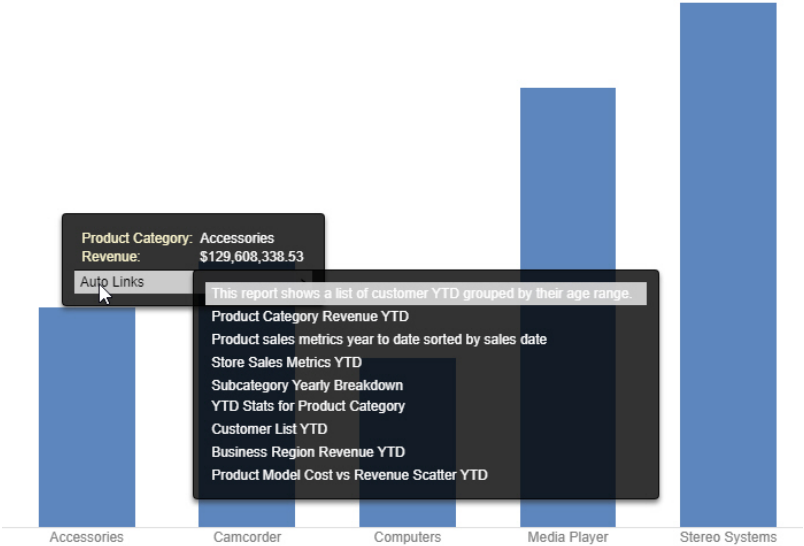 Product Category: Accessories
Revenue: $129,608,338.53
Auto Links
This report shows a list of customer YTD grouped by their age range.
Product Category Revenue YTD
Product sales metrics year to date sorted by sales date
Store Sales Metrics YTD
Subcategory Yearly Breakdown
YTD Stats for Product Category
Customer List YTD
Business Region Revenue YTD
Product Model Cost vs Revenue Scatter YTD
Accessories Camcorder Computers Media Player Stereo Systems